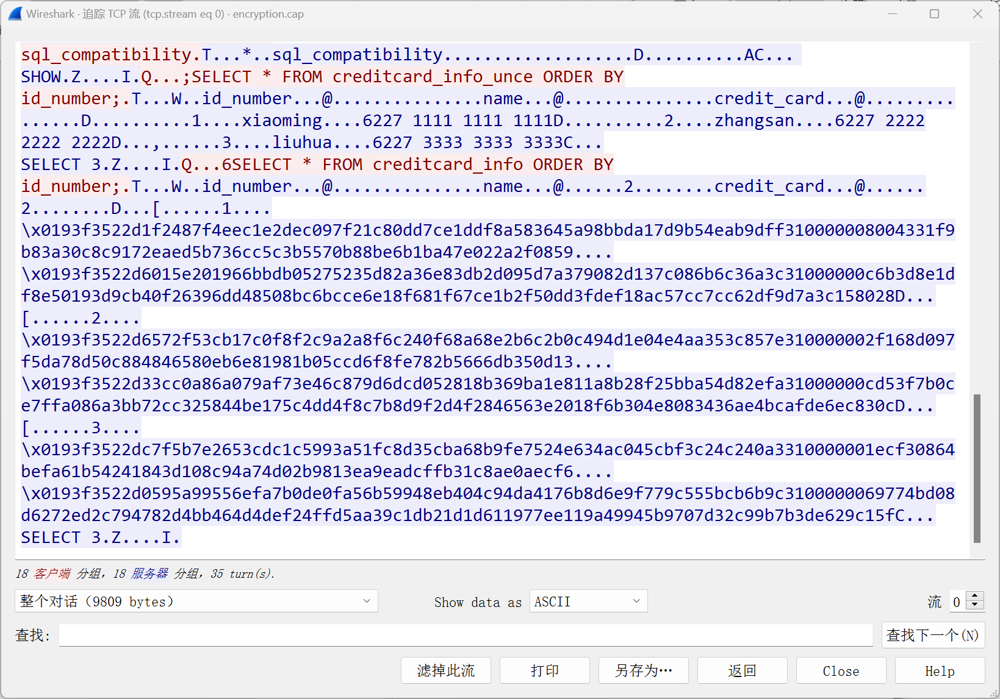 Wireshark · 追踪 TCP 流 (tcp.stream eq 0) · encryption.cap
sql_compatibility.T...*..sql_compatibility...................D..........AC...
SHOW.Z....I.Q...;SELECT * FROM creditcard_info_unce ORDER BY
id_number;.T...W..id_number...@...............name...@...............credit_card...@.........
......D..........1....xiaoming....6227 1111 1111 1111D..........2....zhangsan....6227 2222
2222 2222D...,......3....liuhua....6227 3333 3333 3333C...
SELECT 3.Z....I.Q...6SELECT * FROM creditcard_info ORDER BY
id_number;.T...W..id_number...@...............name...@......2........credit_card...@......
2........D...[......1....
\x0193f3522d1f2487f4eec1e2dec097f21c80dd7ce1ddf8a583645a98bbda17d9b54eab9dff310000008004331f9
b83a30c8c9172eaed5b736cc5c3b5570b88be6b1ba47e022a2f0859....
\x0193f3522d6015e201966bbdb05275235d82a36e83db2d095d7a379082d137c086b6c36a3c31000000c6b3d8e1d
f8e50193d9cb40f26396dd48508bc6bcce6e18f681f67ce1b2f50dd3fdef18ac57cc7cc62df9d7a3c158028D...
[......2....
\x0193f3522d6572f53cb17c0f8f2c9a2a8f6c240f68a68e2b6c2b0c494d1e04e4aa353c857e310000002f168d097
f5da78d50c884846580eb6e81981b05ccd6f8fe782b5666db350d13....
\x0193f3522d33cc0a86a079af73e46c879d6dcd052818b369ba1e811a8b28f25bba54d82efa31000000cd53f7b0c
e7ffa086a3bb72cc325844be175c4dd4f8c7b8d9f2d4f2846563e2018f6b304e8083436ae4bcafde6ec830cD...
[......3....
\x0193f3522dc7f5b7e2653cdc1c5993a51fc8d35cba68b9fe7524e634ac045cbf3c24c240a3310000001ecf30864
befa61b54241843d108c94a74d02b9813ea9eadcffb31c8ae0aecf6....
\x0193f3522d0595a99556efa7b0de0fa56b59948eb404c94da4176b8d6e9f779c555bcb6b9c3100000069774bd08
d6272ed2c794782d4bb464d4def24ffd5aa39c1db21d1d611977ee119a49945b9707d32c99b7b3de629c15fC...
SELECT 3.Z....I.
18 客户端 分组，18 服务器 分组，35 turn(s).
整个对话（9809 bytes） Show data as ASCII 流 0
查找: 查找下一个(N)
滤掉此流 打印 另存为… 返回 Close Help